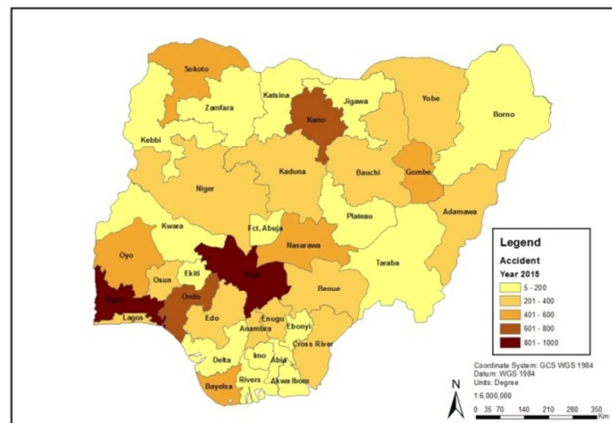 Sokoto
Katsina
Jigawa
Yobe
Borno
Zamfara
Kano
Kebbi
Gombe
Bauchi
Kaduna
Niger
Adamawa
Plateau
Kwara
Fct, Abuja
Nasarawa
Taraba
Oyo
Kogi
Ekiti
Osun
Benue
Ogun
Ondo
Lagos
Edo
Enugu
Anambra
Ebonyi
Cross River
Delta
Imo
Abia
Bayelsa
Rivers
Akwa Ibom
Legend
Accident
Year 2015
5 - 200
201 - 400
401 - 600
601 - 800
801 - 1000
Coordinate System: GCS WGS 1984
Datum: WGS 1984
Units: Degree
1:6,000,000
N
0 35 70 140 210 280 350
Km